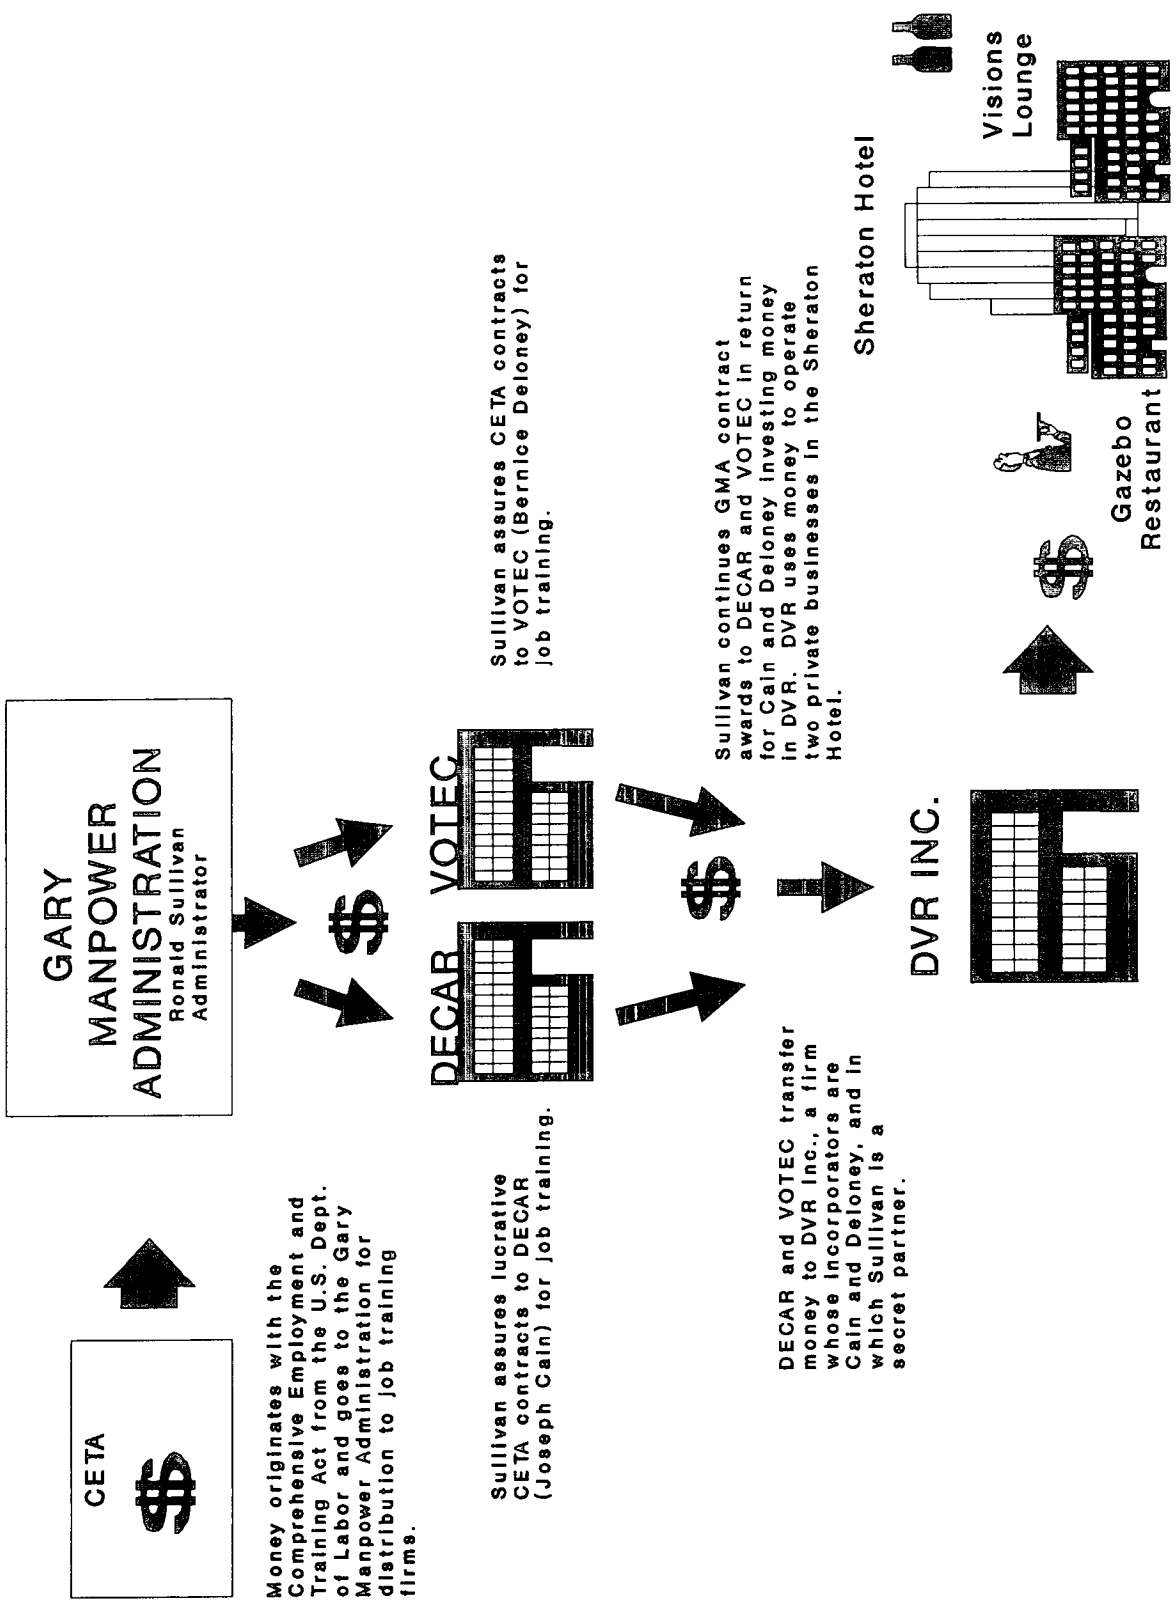 CETA
$
Money originates with the
Comprehensive Employment and
Training Act from the U.S. Dept.
of Labor and goes to the Gary
Manpower Administration for
distribution to job training
firms.
GARY
MANPOWER
ADMINISTRATION
Ronald Sullivan
Administrator
$
Sullivan assures lucrative
CETA contracts to DECAR
(Joseph Cain) for job training.
DECAR
VOTEC
Sullivan assures CETA contracts
to VOTEC (Bernice Deloney) for
job training.
$
DECAR and VOTEC transfer
money to DVR Inc., a firm
whose incorporators are
Cain and Deloney, and in
which Sullivan is a
secret partner.
DVR INC.
Sullivan continues GMA contract
awards to DECAR and VOTEC in return
for Cain and Deloney investing money
in DVR. DVR uses money to operate
two private businesses in the Sheraton
Hotel.
$
Sheraton Hotel
Gazebo
Restaurant
Visions
Lounge